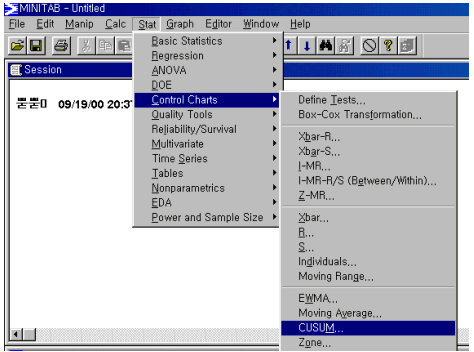 MINITAB - Untitled
File Edit Manip Calc Stat Graph Editor Window Help
Session
뿓뿓0 09/19/00 20:3
Basic Statistics
Regression
ANOVA
DOE
Control Charts
Quality Tools
Reliability/Survival
Multivariate
Time Series
Tables
Nonparametrics
EDA
Power and Sample Size
Define Tests...
Box-Cox Transformation...
Xbar-R...
Xbar-S...
I-MR...
I-MR-R/S (Between/Within)...
Z-MR...
Xbar...
R...
S...
Individuals...
Moving Range...
EWMA...
Moving Average...
CUSUM...
Zone...